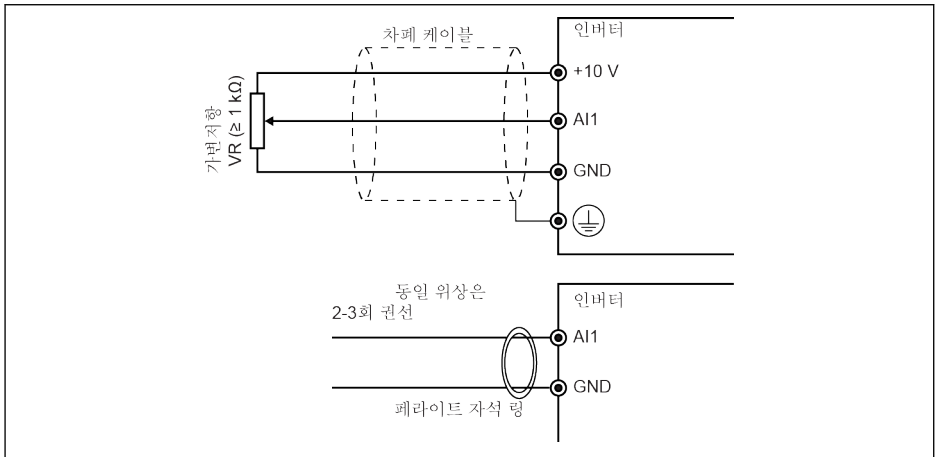 차폐 케이블
인버터
+10 V
가변저항
VR (≥ 1 kΩ)
AI1
GND
동일 위상은
2-3회 권선
인버터
AI1
GND
페라이트 자석 링